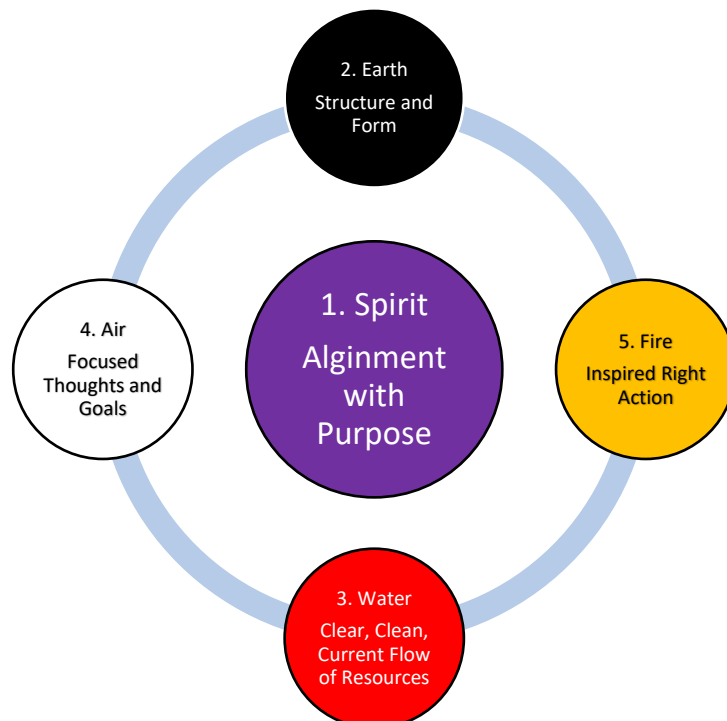 2. Earth
Structure and
Form
1. Spirit
Alginment
with
Purpose
4. Air
Focused
Thoughts and
Goals
5. Fire
Inspired Right
Action
3. Water
Clear, Clean,
Current Flow
of Resources